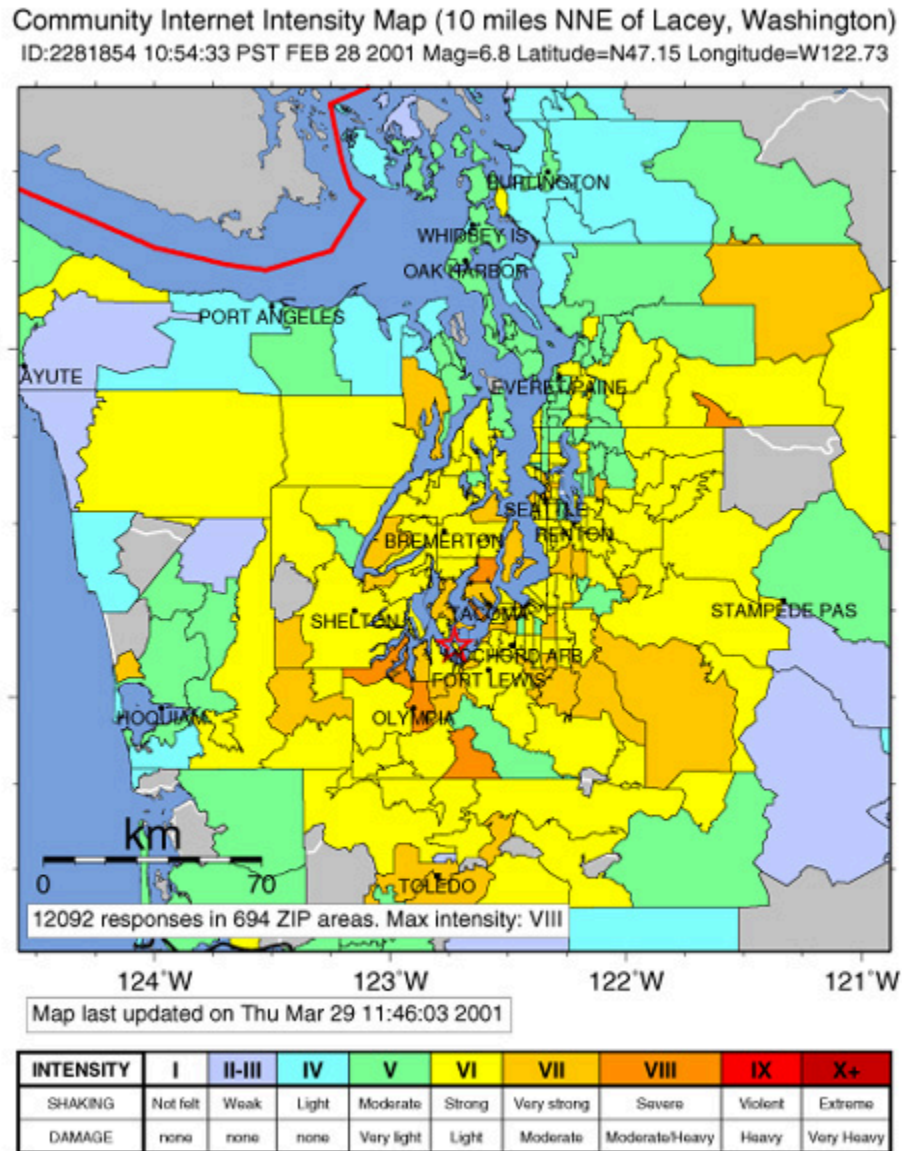 Community Internet Intensity Map (10 miles NNE of Lacey, Washington)
ID:2281854 10:54:33 PST FEB 28 2001 Mag=6.8 Latitude=N47.15 Longitude=W122.73
BURLINGTON
WHIDBEY IS
OAK HARBOR
PORT ANGELES
AYUTE
EVERET/PAINE
SEATTLE
RENTON
BREMERTON
STAMPEDE PAS
SHELTON
TACOMA
CHORD AFB
FORT LEWIS
HOQUIAM
OLYMPIA
km
0 70
TOLEDO
12092 responses in 694 ZIP areas. Max intensity: VIII
124°W 123°W 122°W 121°W
Map last updated on Thu Mar 29 11:46:03 2001
INTENSITY I II-III IV V VI VII VIII IX X+
SHAKING Not felt Weak Light Moderate Strong Very strong Severe Violent Extreme
DAMAGE none none none Very light Light Moderate Moderate/Heavy Heavy Very Heavy